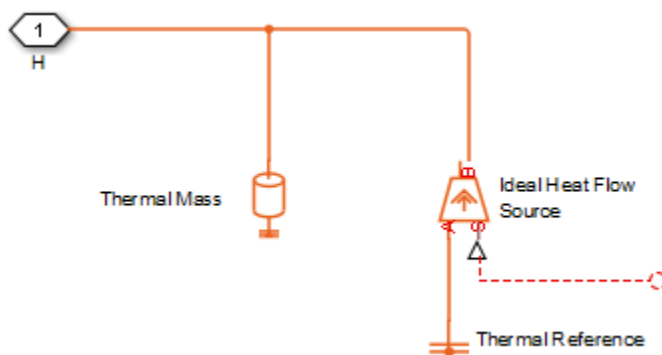 1
H
B
Thermal Mass
Ideal Heat Flow
Source
A
S
Thermal Reference